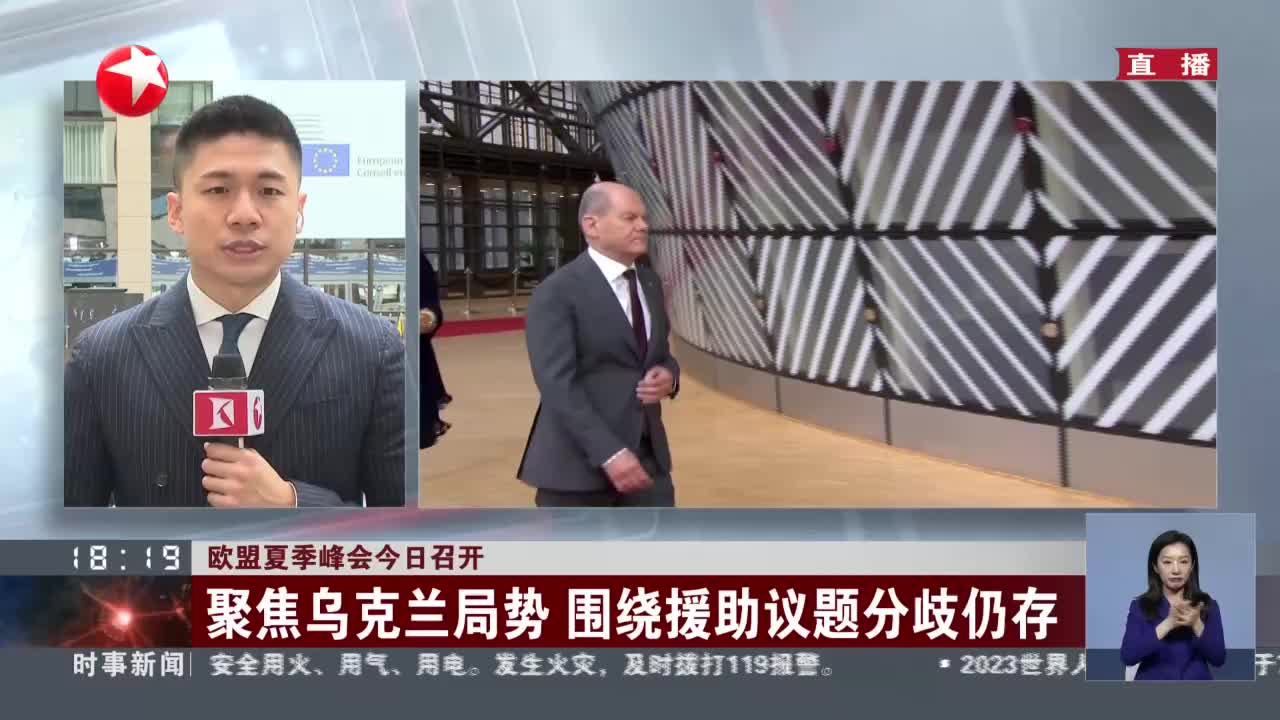 直播
European
Council
K
18:19
欧盟夏季峰会今日召开
聚焦乌克兰局势 围绕援助议题分歧仍存
时事新闻
安全用火、用气、用电。发生火灾，及时拨打119报警。 • 2023世界人